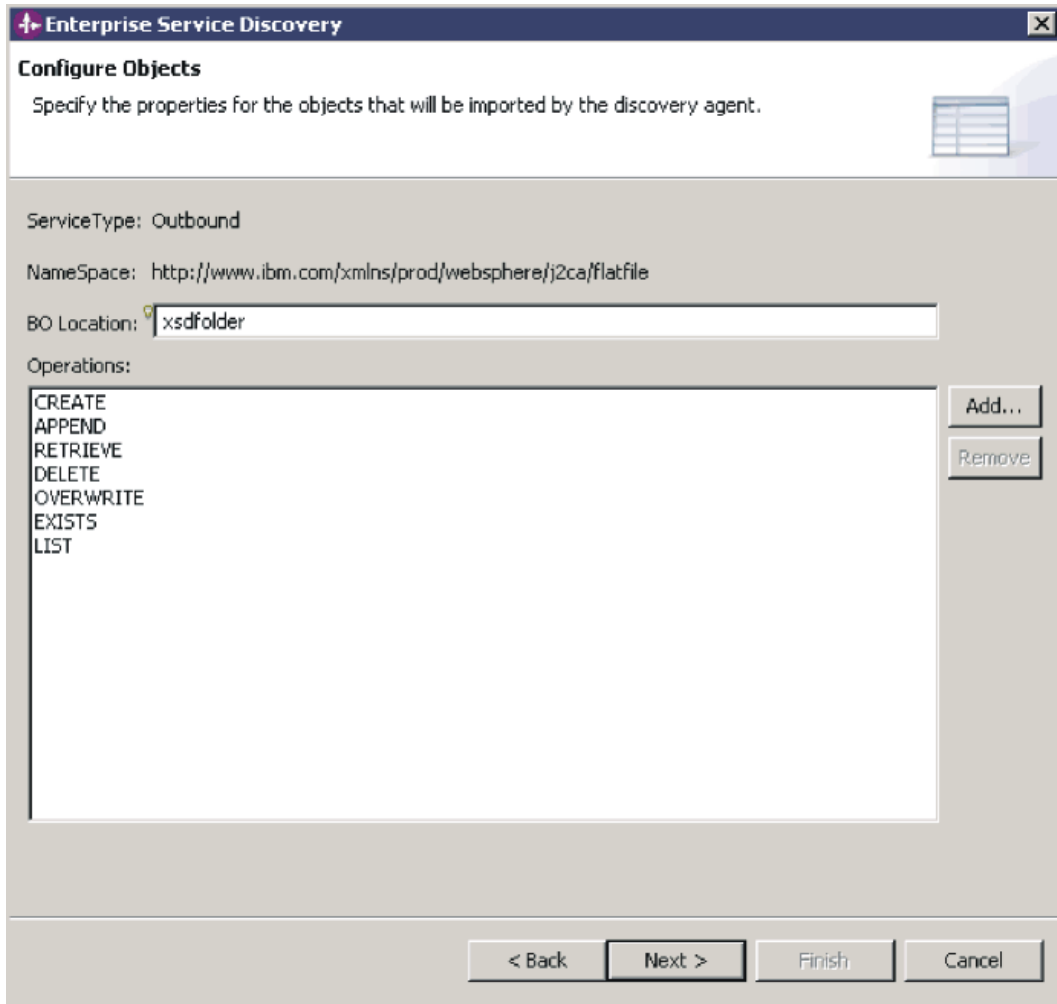 Enterprise Service Discovery
Configure Objects
Specify the properties for the objects that will be imported by the discovery agent.
ServiceType: Outbound
NameSpace: http://www.ibm.com/xmlns/prod/websphere/j2ca/flatfile
BO Location: xsdfolder
Operations:
CREATE
APPEND
RETRIEVE
DELETE
OVERWRITE
EXISTS
LIST
Add...
Remove
< Back Next > Finish Cancel